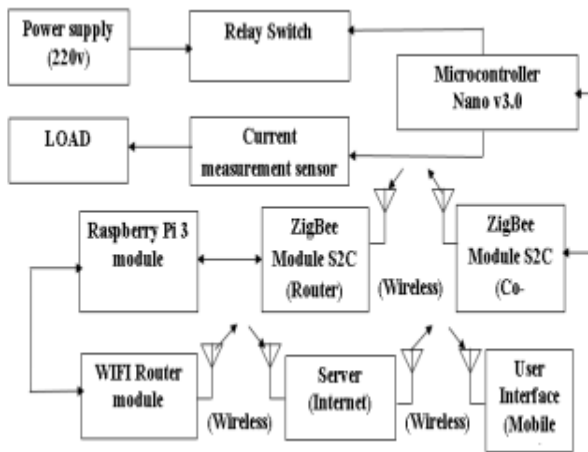 Power supply
(220v)
Relay Switch
Microcontroller
Nano v3.0
LOAD
Current
measurement sensor
Raspberry Pi 3
module
ZigBee
Module S2C
(Router)
(Wireless)
ZigBee
Module S2C
(Co-
WIFI Router
module
(Wireless)
Server
(Internet)
(Wireless)
User
Interface
(Mobile